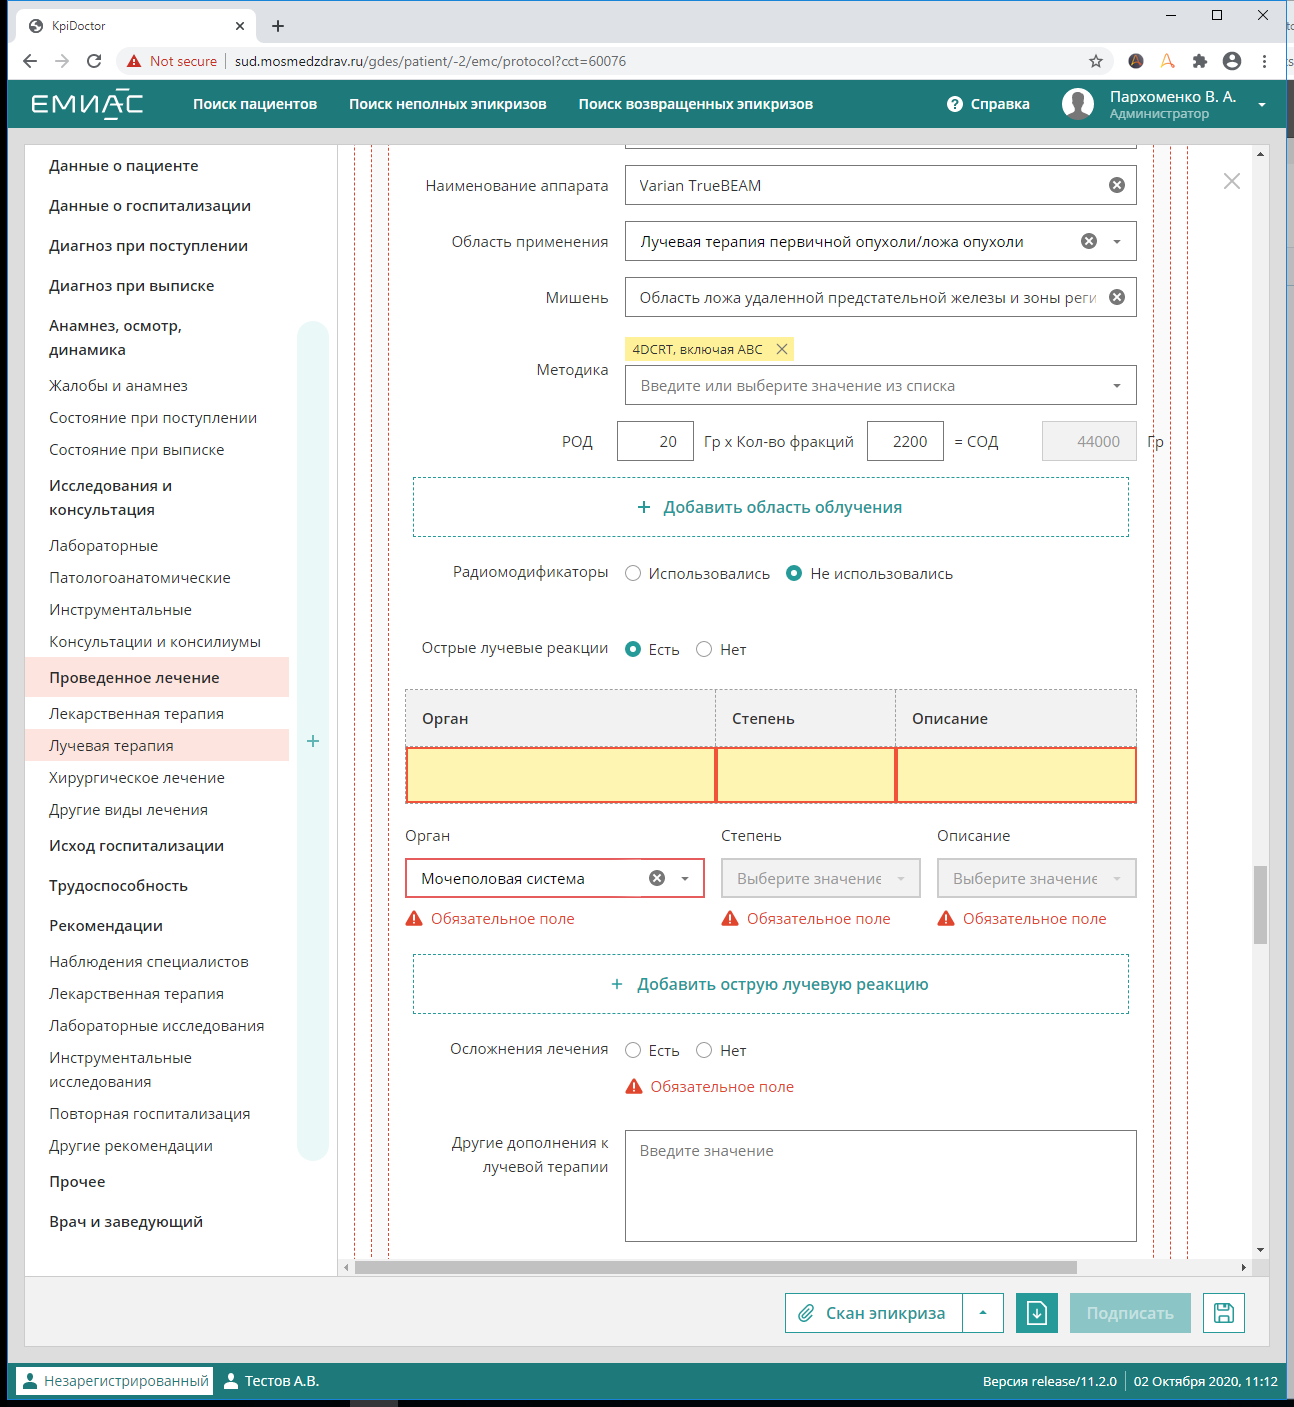 KpiDoctor
Not secure
sud.mosmedzdrav.ru/gdes/patient/-2/emc/protocol?cct=60076
ЕМИАС
Поиск пациентов
Поиск неполных эпикризов
Поиск возвращенных эпикризов
Справка
Пархоменко В. А.
Администратор
Данные о пациенте
Данные о госпитализации
Диагноз при поступлении
Диагноз при выписке
Анамнез, осмотр,
динамика
Жалобы и анамнез
Состояние при поступлении
Состояние при выписке
Исследования и
консультация
Лабораторные
Патологоанатомические
Инструментальные
Консультации и консилиумы
Проведенное лечение
Лекарственная терапия
Лучевая терапия
Хирургическое лечение
Другие виды лечения
Исход госпитализации
Трудоспособность
Рекомендации
Наблюдения специалистов
Лекарственная терапия
Лабораторные исследования
Инструментальные
исследования
Повторная госпитализация
Другие рекомендации
Прочее
Врач и заведующий
Наименование аппарата
Varian TrueBEAM
Область применения
Лучевая терапия первичной опухоли/ложа опухоли
Мишень
Область ложа удаленной предстательной железы и зоны реги
4DCRT, включая ABC
Методика
Введите или выберите значение из списка
РОД 20 Гр x Кол-во фракций 2200 = СОД 44000 Гр
+ Добавить область облучения
Радиомодификаторы
Использовались
Не использовались
Острые лучевые реакции
Есть
Нет
Орган
Степень
Описание
Орган
Степень
Описание
Мочеполовая система
Выберите значение
Выберите значение
Обязательное поле
Обязательное поле
Обязательное поле
+ Добавить острую лучевую реакцию
Осложнения лечения
Есть
Нет
Обязательное поле
Другие дополнения к
лучевой терапии
Введите значение
Скан эпикриза
Подписать
Незарегистрированный
Тестов А.В.
Версия release/11.2.0
02 Октября 2020, 11:12